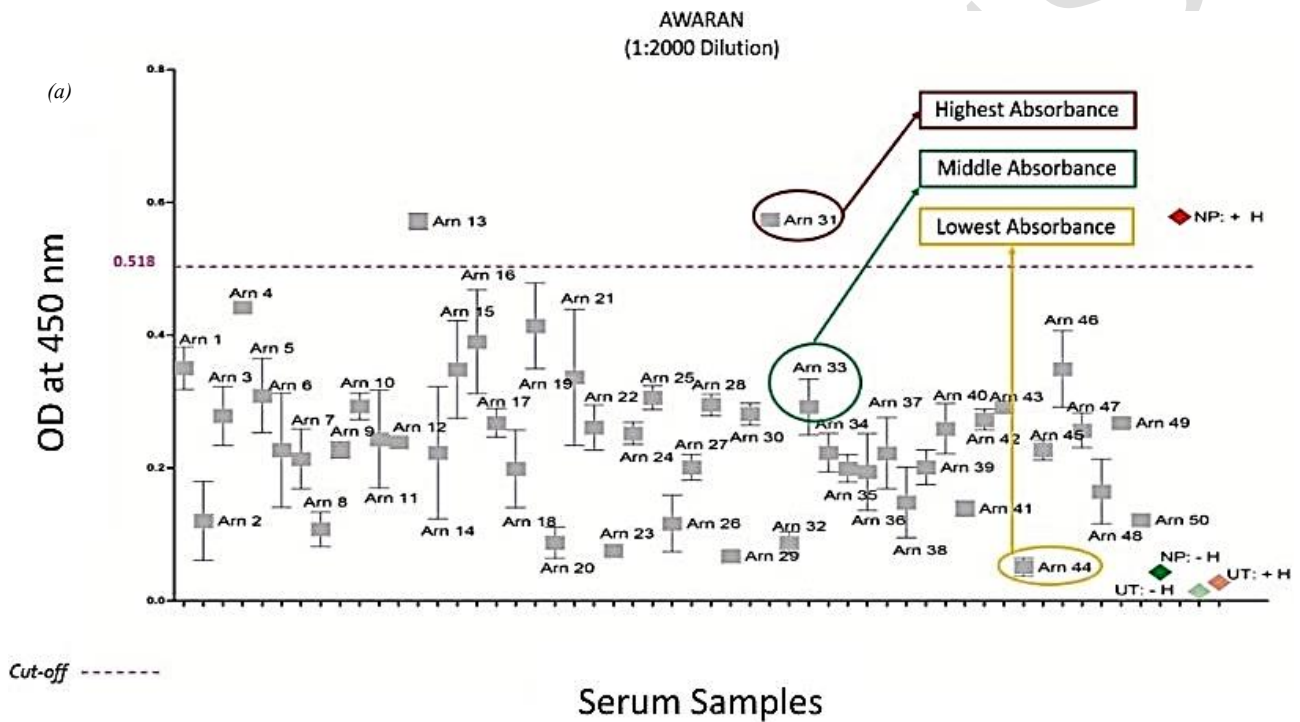 AWARAN
(1:2000 Dilution)
(a)
OD at 450 nm
0.8
0.6
0.518
0.4
0.2
0.0
Highest Absorbance
Middle Absorbance
Lowest Absorbance
Arn 1
Arn 2
Arn 3
Arn 4
Arn 5
Arn 6
Arn 7
Arn 8
Arn 9
Arn 10
Arn 11
Arn 12
Arn 13
Arn 14
Arn 15
Arn 16
Arn 17
Arn 18
Arn 19
Arn 20
Arn 21
Arn 22
Arn 23
Arn 24
Arn 25
Arn 26
Arn 27
Arn 28
Arn 29
Arn 30
Arn 31
Arn 32
Arn 33
Arn 34
Arn 35
Arn 36
Arn 37
Arn 38
Arn 39
Arn 40
Arn 41
Arn 42
Arn 43
Arn 44
Arn 45
Arn 46
Arn 47
Arn 48
Arn 49
Arn 50
NP: + H
NP: - H
UT: + H
UT: - H
Cut-off
Serum Samples